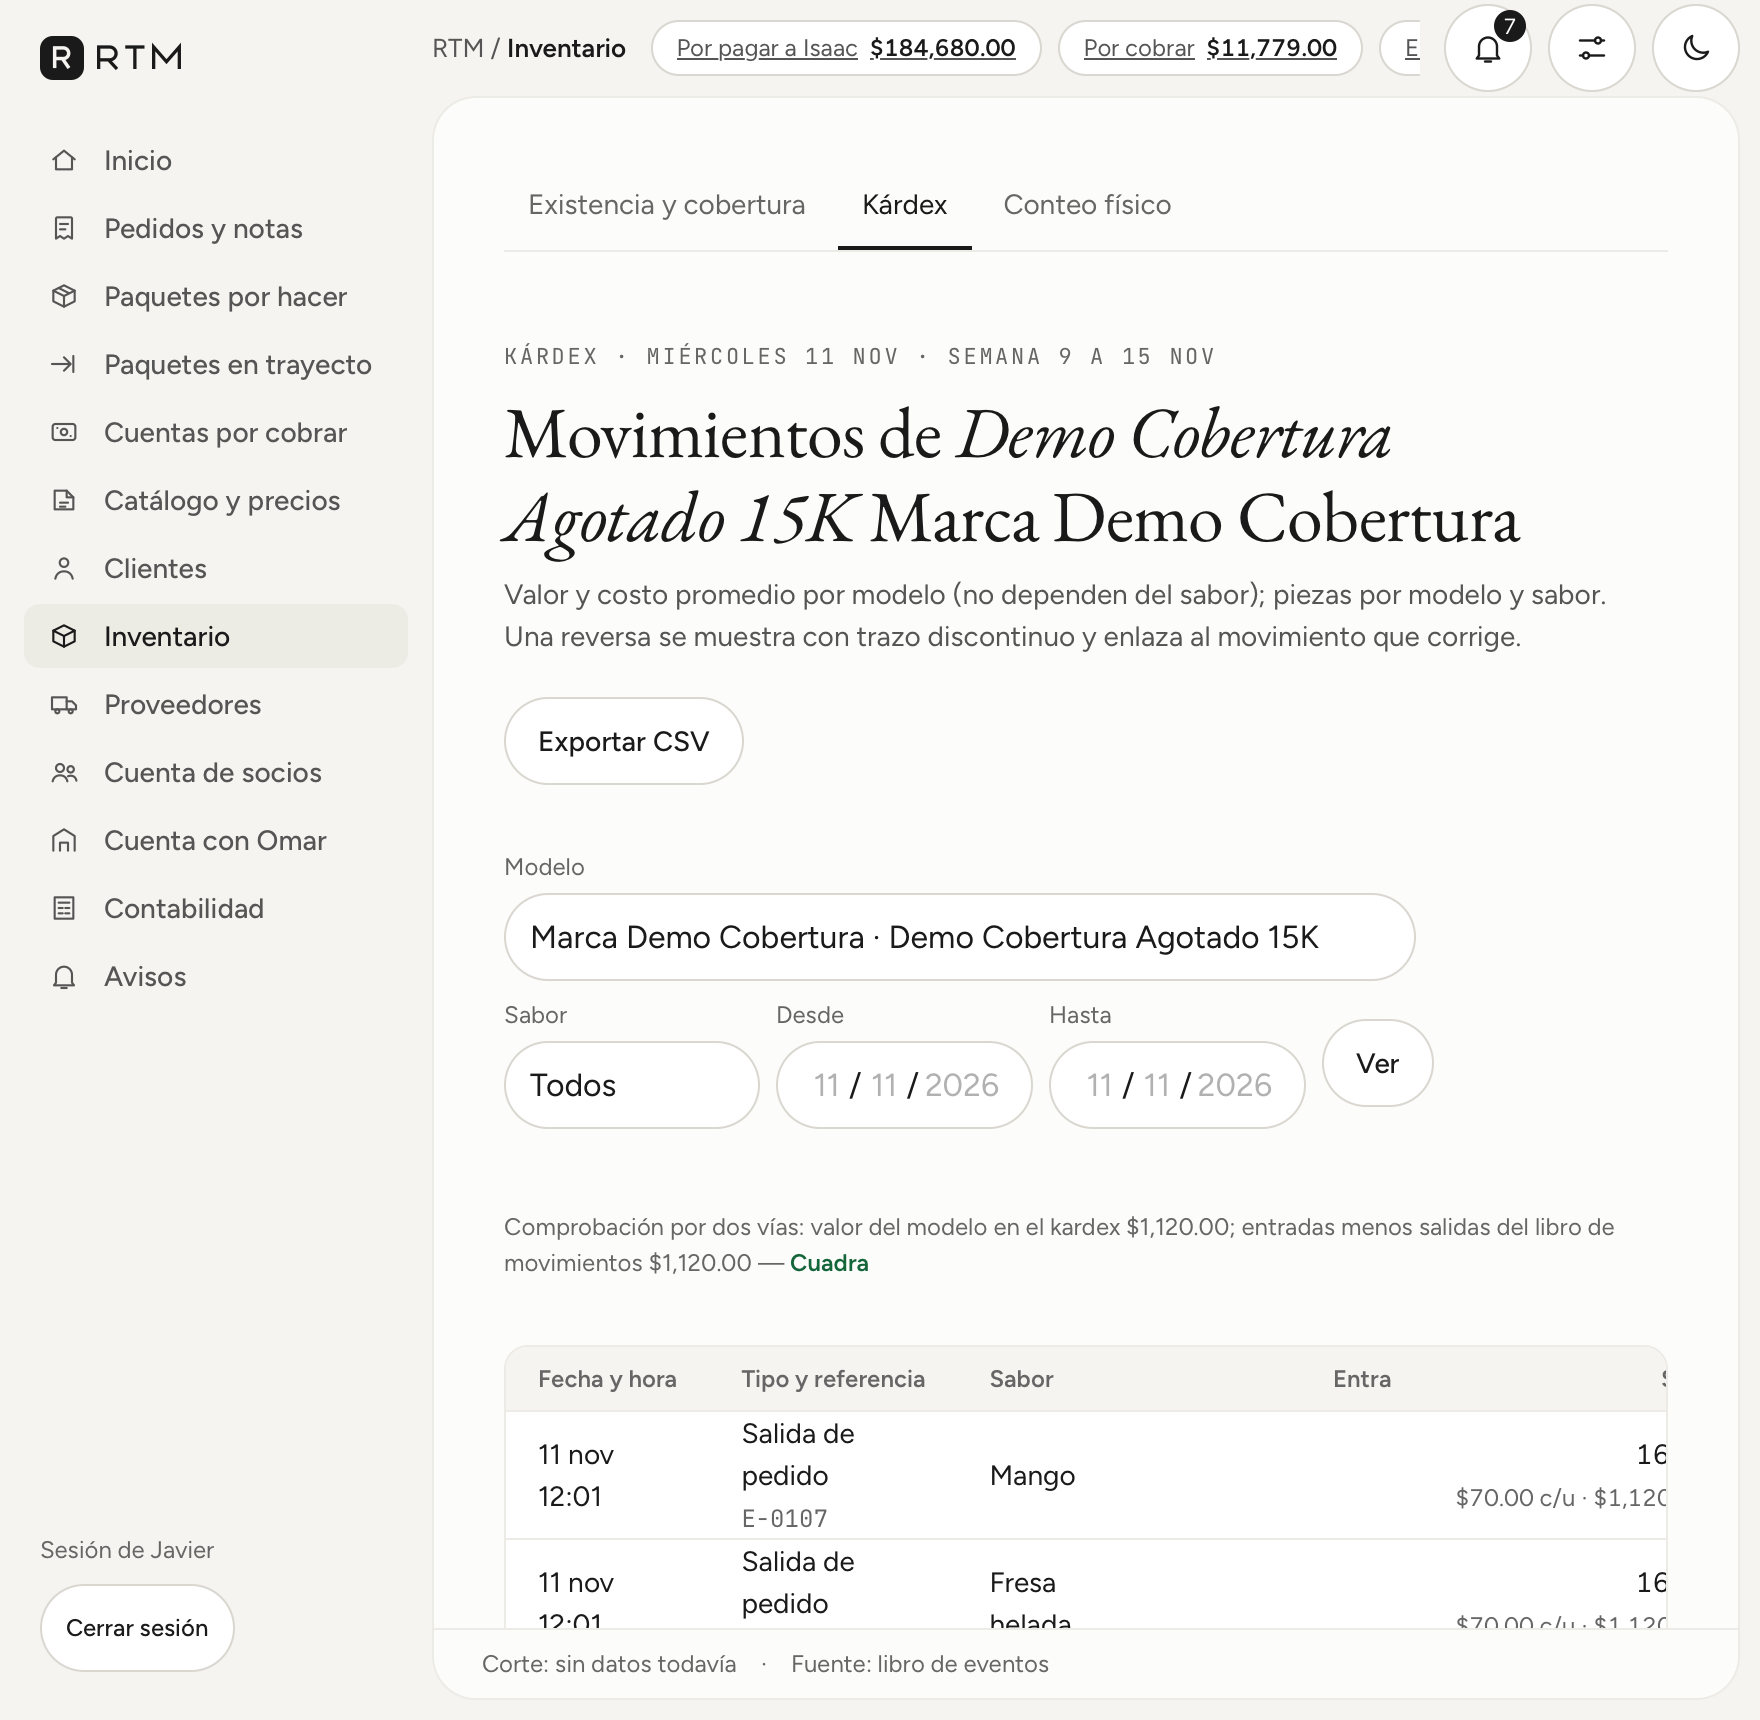 R RTM
RTM / Inventario
Por pagar a Isaac $184,680.00
Por cobrar $11,779.00
E
7
Inicio
Pedidos y notas
Paquetes por hacer
Paquetes en trayecto
Cuentas por cobrar
Catálogo y precios
Clientes
Inventario
Proveedores
Cuenta de socios
Cuenta con Omar
Contabilidad
Avisos
Sesión de Javier
Cerrar sesión
Existencia y cobertura
Kárdex
Conteo físico
KÁRDEX · MIÉRCOLES 11 NOV · SEMANA 9 A 15 NOV
Movimientos de Demo Cobertura
Agotado 15K Marca Demo Cobertura
Valor y costo promedio por modelo (no dependen del sabor); piezas por modelo y sabor.
Una reversa se muestra con trazo discontinuo y enlaza al movimiento que corrige.
Exportar CSV
Modelo
Marca Demo Cobertura · Demo Cobertura Agotado 15K
Sabor
Desde
Hasta
Todos
11 / 11 / 2026
11 / 11 / 2026
Ver
Comprobación por dos vías: valor del modelo en el kardex $1,120.00; entradas menos salidas del libro de
movimientos $1,120.00 — Cuadra
Fecha y hora
Tipo y referencia
Sabor
Entra
11 nov
12:01
Salida de
pedido
E-0107
Mango
16
$70.00 c/u · $1,120
11 nov
12:01
Salida de
pedido
Fresa
helada
16
$70.00 c/u · $1,120
Corte: sin datos todavía · Fuente: libro de eventos